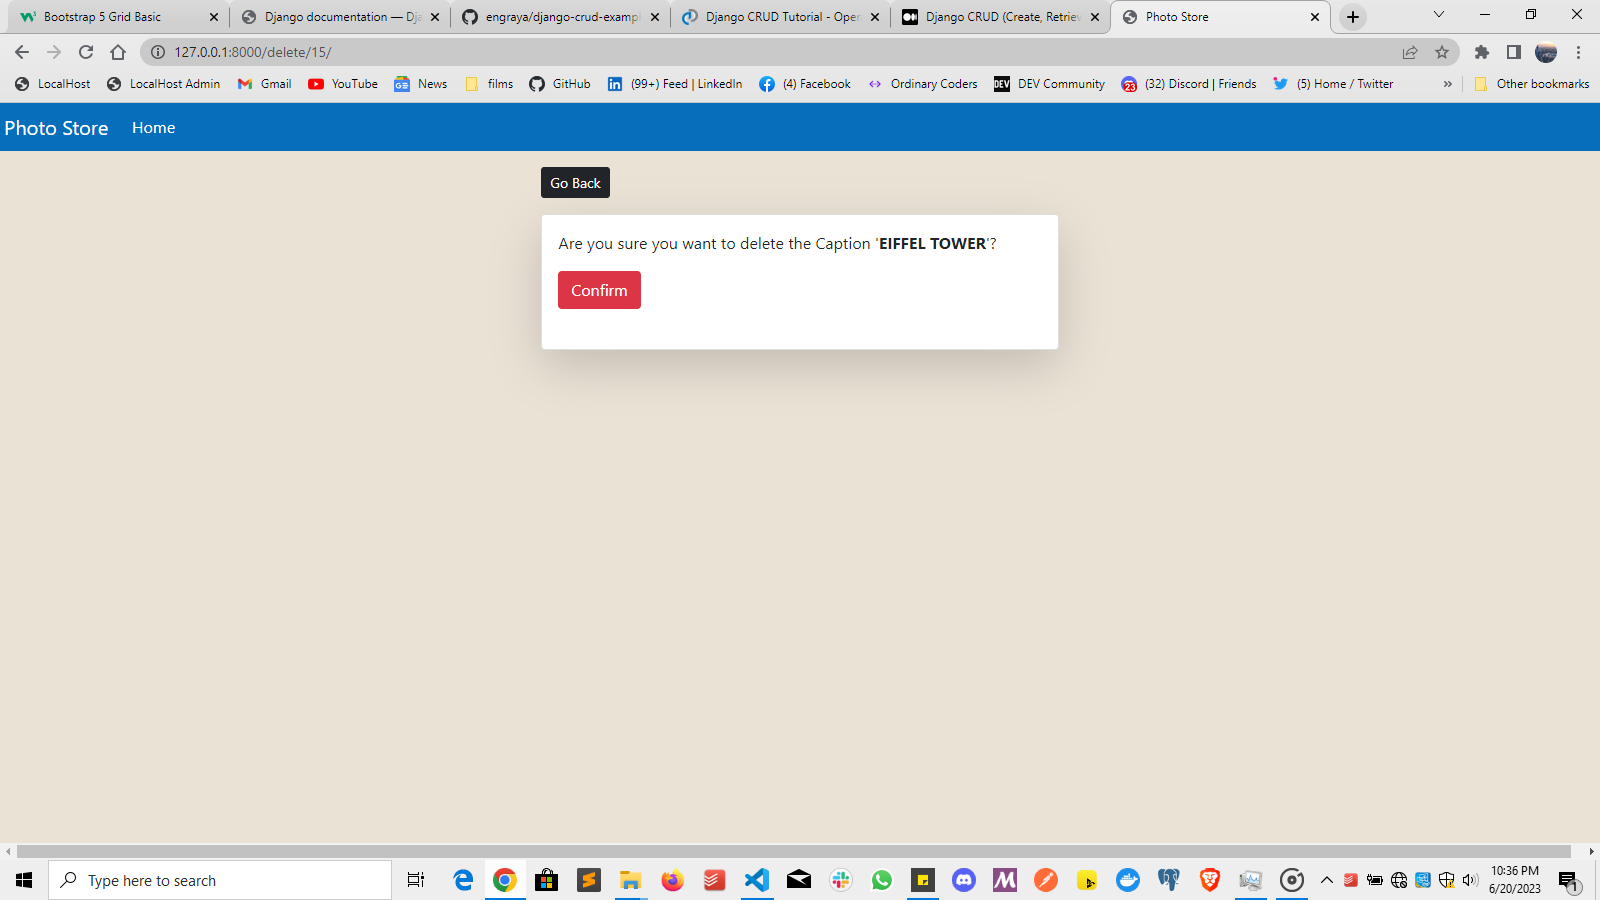 Bootstrap 5 Grid Basic
Django documentation — Dja
engraya/django-crud-exampl
Django CRUD Tutorial - Oper
Django CRUD (Create, Retriev
Photo Store
127.0.0.1:8000/delete/15/
LocalHost
LocalHost Admin
Gmail
YouTube
News
films
GitHub
(99+) Feed | LinkedIn
(4) Facebook
Ordinary Coders
DEV
DEV Community
23
(32) Discord | Friends
(5) Home / Twitter
»
Other bookmarks
Photo Store
Home
Go Back
Are you sure you want to delete the Caption 'EIFFEL TOWER'?
Confirm
Type here to search
10:36 PM
6/20/2023
1